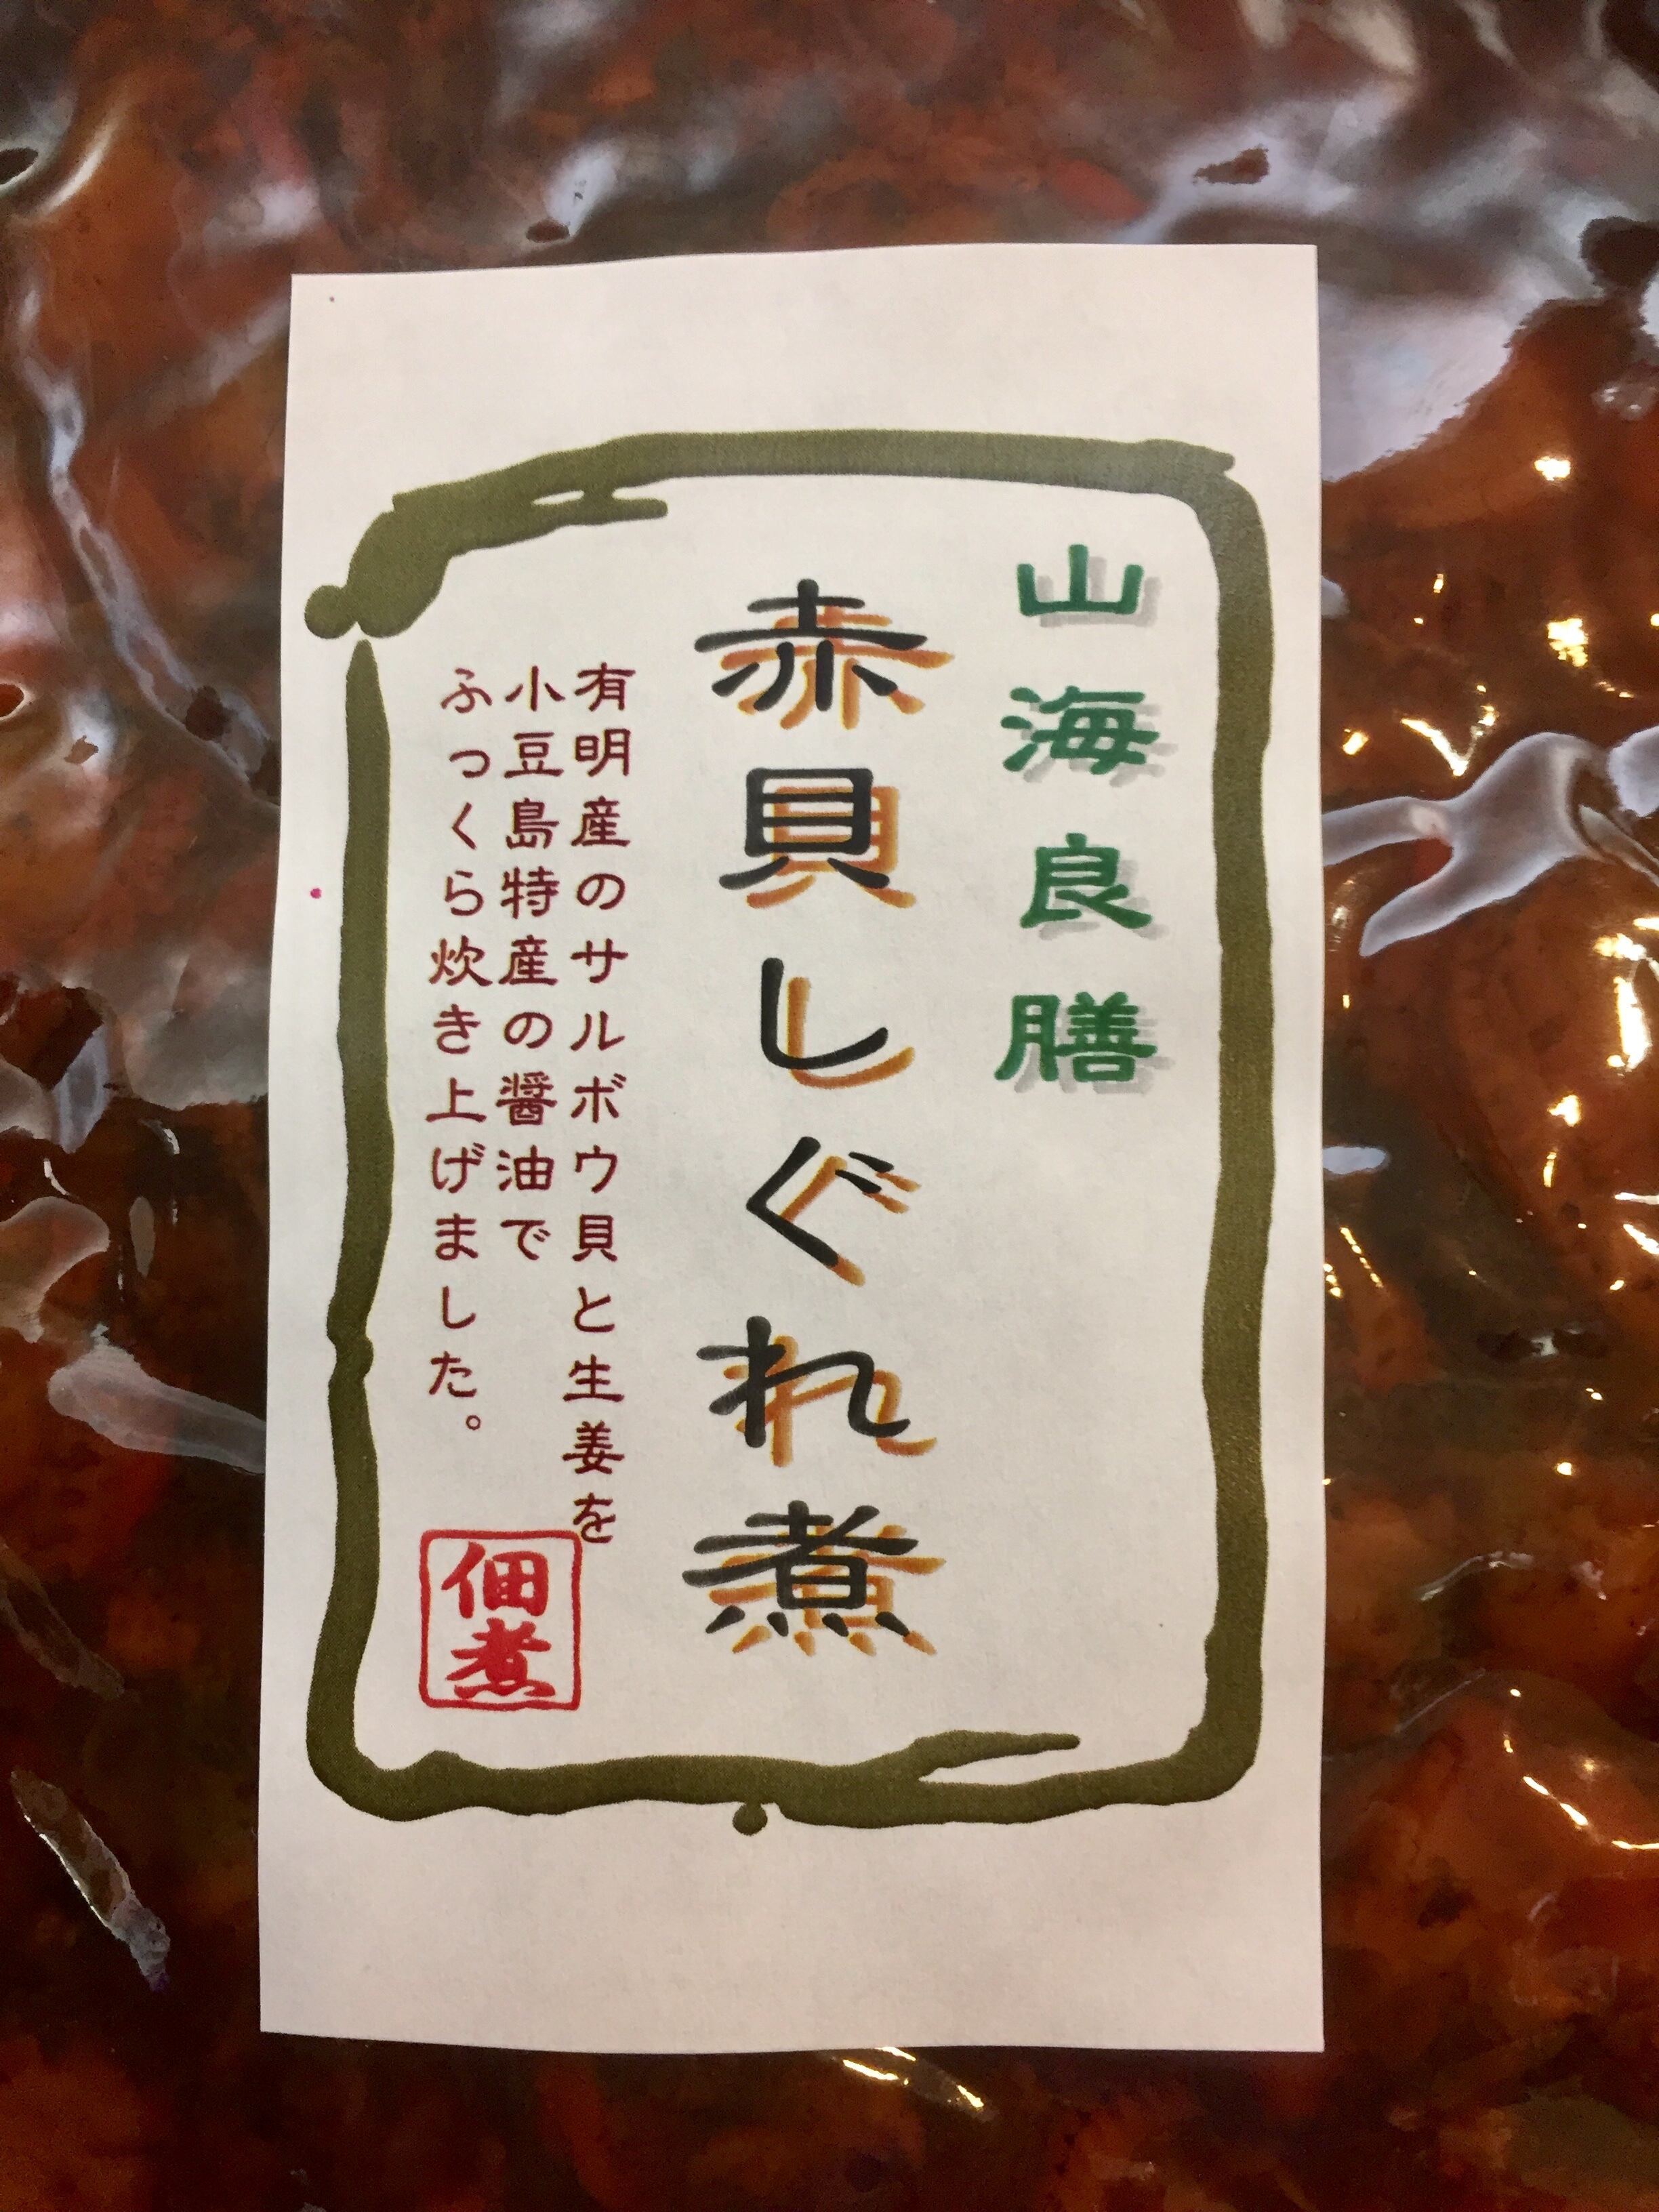 山海良膳
赤貝しぐれ煮
有明産のサルボウ貝と生姜を
小豆島特産の醤油で
ふっくら炊き上げました。
佃煮